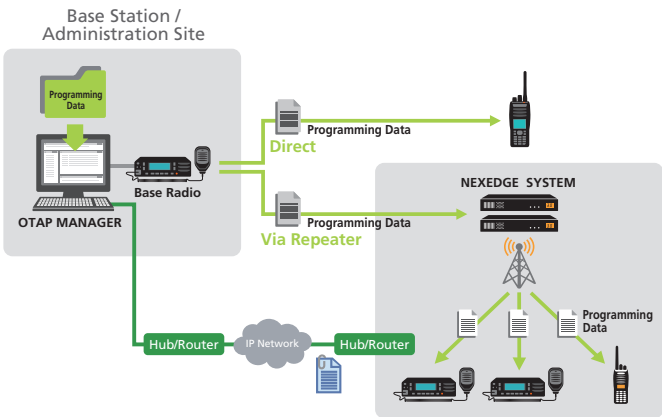 Base Station /
Administration Site
Programming
Data
OTAP MANAGER
Base Radio
Programming Data
Direct
Programming Data
Via Repeater
NEXEDGE SYSTEM
Programming
Data
Hub/Router
IP Network
Hub/Router